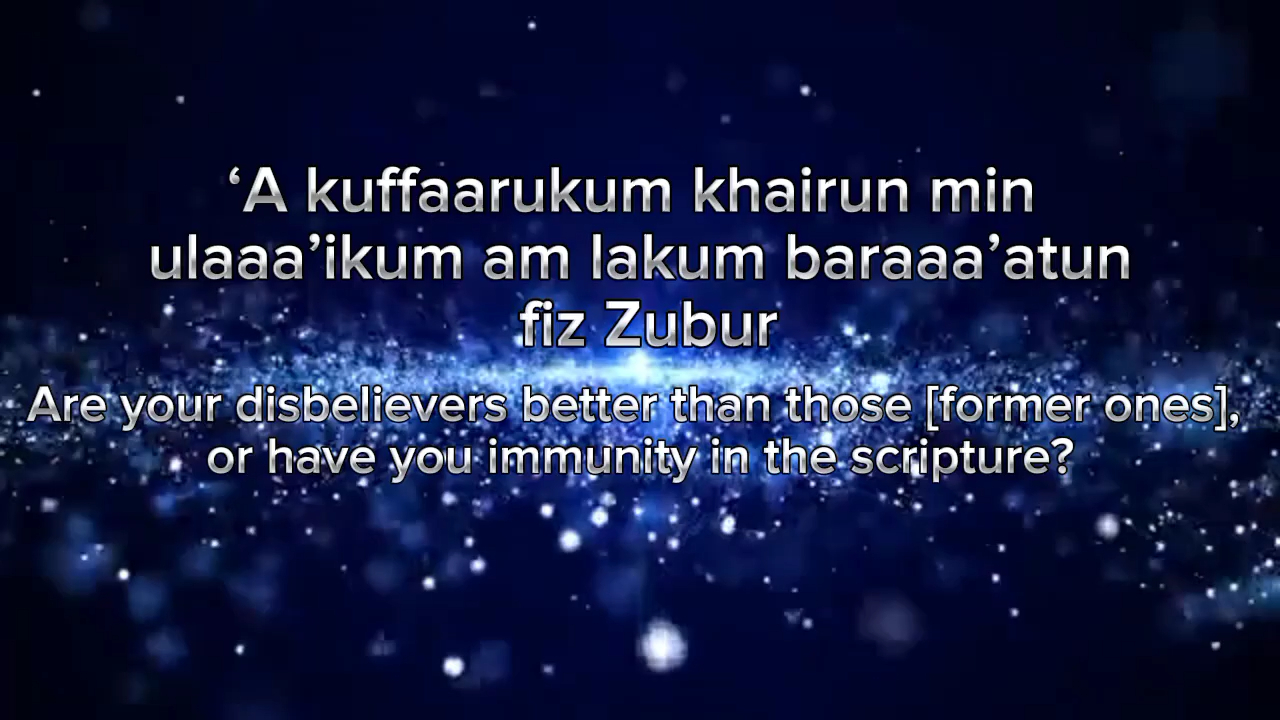 ‘A kuffaarukum khairun min
ulaaa’ikum am lakum baraaa’atun
fiz Zubur
Are your disbelievers better than those [former ones],
or have you immunity in the scripture?